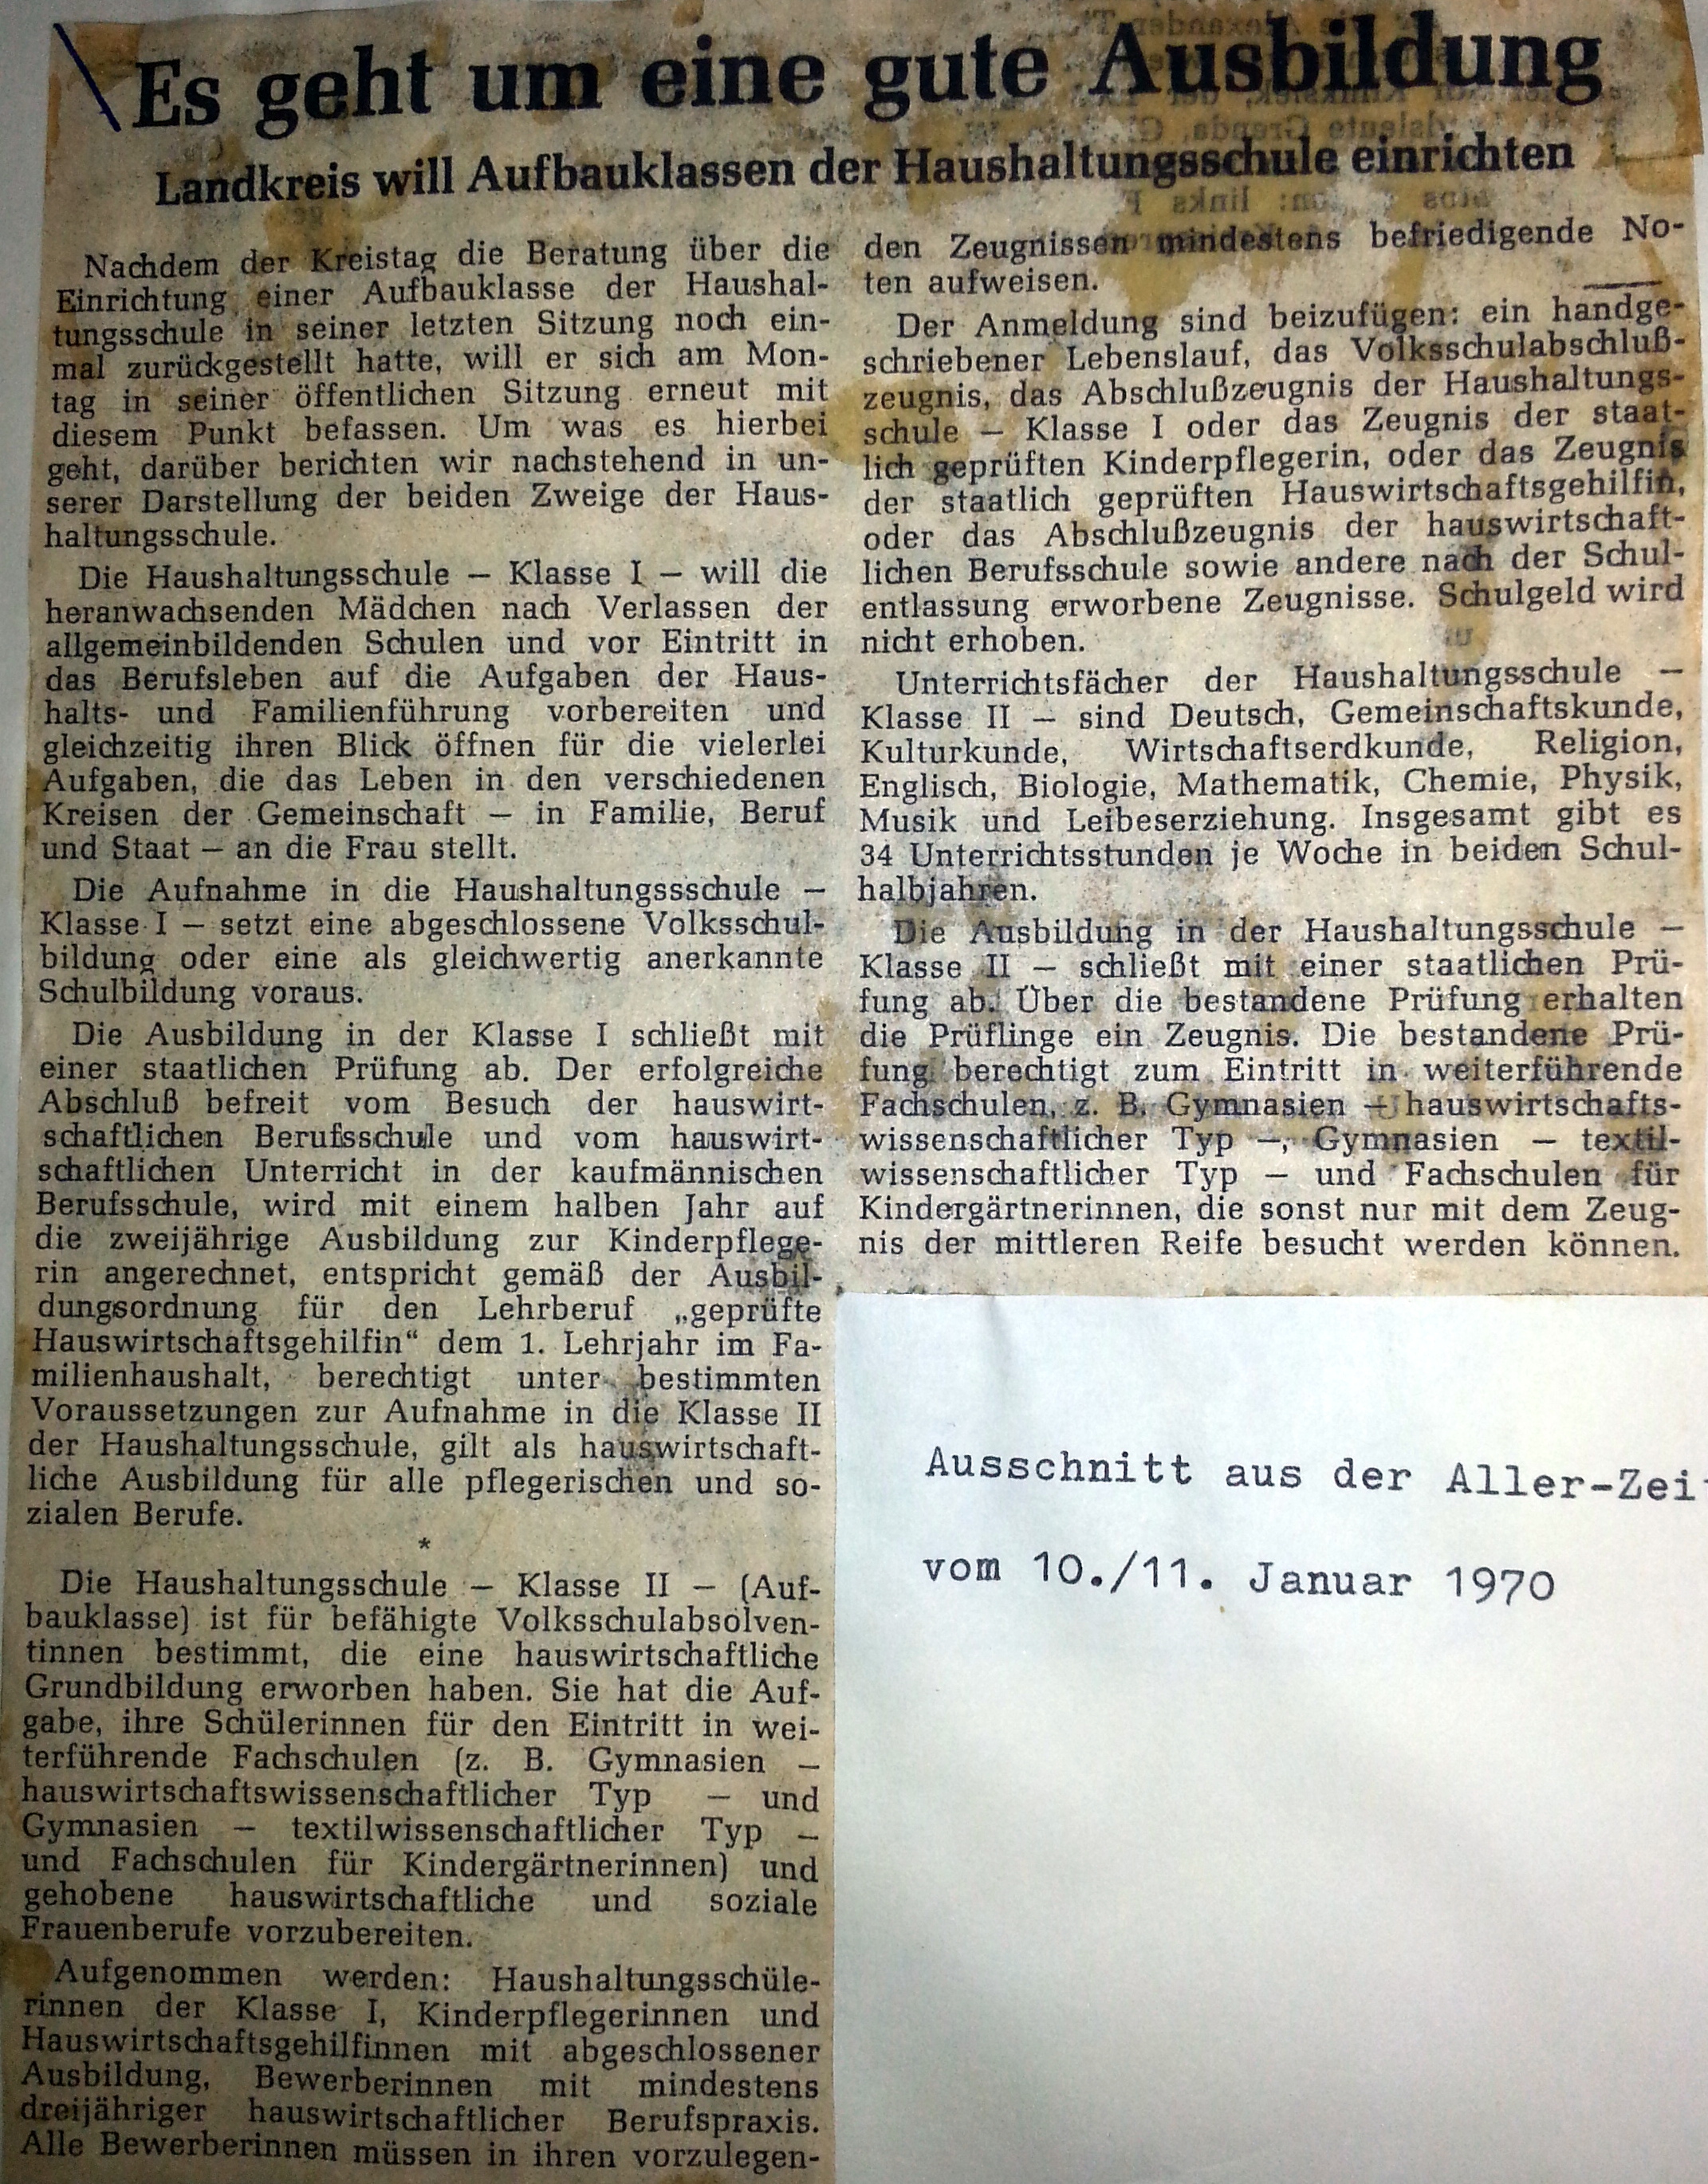 Es geht um eine gute Ausbildung
Landkreis will Aufbauklassen der Haushaltungsschule einrichten
Nachdem der Kreistag die Beratung über die
Einrichtung einer Aufbauklasse der Haushal-
tungsschule in seiner letzten Sitzung noch ein-
mal zurückgestellt hatte, will er sich am Mon-
tag in seiner öffentlichen Sitzung erneut mit
diesem Punkt befassen. Um was es hierbei
geht, darüber berichten wir nachstehend in un-
serer Darstellung der beiden Zweige der Haus-
haltungsschule.
Die Haushaltungsschule – Klasse I – will die
heranwachsenden Mädchen nach Verlassen der
allgemeinbildenden Schulen und vor Eintritt in
das Berufsleben auf die Aufgaben der Haus-
halts- und Familienführung vorbereiten und
gleichzeitig ihren Blick öffnen für die vielerlei
Aufgaben, die das Leben in den verschiedenen
Kreisen der Gemeinschaft – in Familie, Beruf
und Staat – an die Frau stellt.
Die Aufnahme in die Haushaltungssschule –
Klasse I – setzt eine abgeschlossene Volksschul-
bildung oder eine als gleichwertig anerkannte
Schulbildung voraus.
Die Ausbildung in der Klasse I schließt mit
einer staatlichen Prüfung ab. Der erfolgreiche
Abschluß befreit vom Besuch der hauswirt-
schaftlichen Berufsschule und vom hauswirt-
schaftlichen Unterricht in der kaufmännischen
Berufsschule, wird mit einem halben Jahr auf
die zweijährige Ausbildung zur Kinderpflege-
rin angerechnet, entspricht gemäß der Ausbil-
dungsordnung für den Lehrberuf „geprüfte
Hauswirtschaftsgehilfin“ dem 1. Lehrjahr im Fa-
milienhaushalt, berechtigt unter bestimmten
Voraussetzungen zur Aufnahme in die Klasse II
der Haushaltungsschule, gilt als hauswirtschaft-
liche Ausbildung für alle pflegerischen und so-
zialen Berufe.
*
Die Haushaltungsschule – Klasse II – (Auf-
bauklasse) ist für befähigte Volksschulabsolven-
tinnen bestimmt, die eine hauswirtschaftliche
Grundbildung erworben haben. Sie hat die Auf-
gabe, ihre Schülerinnen für den Eintritt in wei-
terführende Fachschulen (z. B. Gymnasien –
hauswirtschaftswissenschaftlicher Typ – und
Gymnasien – textilwissenschaftlicher Typ –
und Fachschulen für Kindergärtnerinnen) und
gehobene hauswirtschaftliche und soziale
Frauenberufe vorzubereiten.
Aufgenommen werden: Haushaltungsschüle-
rinnen der Klasse I, Kinderpflegerinnen und
Hauswirtschaftsgehilfinnen mit abgeschlossener
Ausbildung, Bewerberinnen mit mindestens
dreijähriger hauswirtschaftlicher Berufspraxis.
Alle Bewerberinnen müssen in ihren vorzulegen-
den Zeugnissen mindestens befriedigende No-
ten aufweisen.
Der Anmeldung sind beizufügen: ein handge-
schriebener Lebenslauf, das Volksschulabschluß-
zeugnis, das Abschlußzeugnis der Haushaltungs-
schule – Klasse I oder das Zeugnis der staat-
lich geprüften Kinderpflegerin, oder das Zeugnis
der staatlich geprüften Hauswirtschaftsgehilfin,
oder das Abschlußzeugnis der hauswirtschaft-
lichen Berufsschule sowie andere nach der Schul-
entlassung erworbene Zeugnisse. Schulgeld wird
nicht erhoben.
Unterrichtsfächer der Haushaltungsschule –
Klasse II – sind Deutsch, Gemeinschaftskunde,
Kulturkunde, Wirtschaftserdkunde, Religion,
Englisch, Biologie, Mathematik, Chemie, Physik,
Musik und Leibeserziehung. Insgesamt gibt es
34 Unterrichtsstunden je Woche in beiden Schul-
halbjahren.
Die Ausbildung in der Haushaltungsschule –
Klasse II – schließt mit einer staatlichen Prü-
fung ab. Über die bestandene Prüfung erhalten
die Prüflinge ein Zeugnis. Die bestandene Prü-
fung berechtigt zum Eintritt in weiterführende
Fachschulen, z. B. Gymnasien – hauswirtschafts-
wissenschaftlicher Typ –, Gymnasien – textil-
wissenschaftlicher Typ – und Fachschulen für
Kindergärtnerinnen, die sonst nur mit dem Zeug-
nis der mittleren Reife besucht werden können.
Ausschnitt aus der Aller-Zei
vom 10./11. Januar 1970